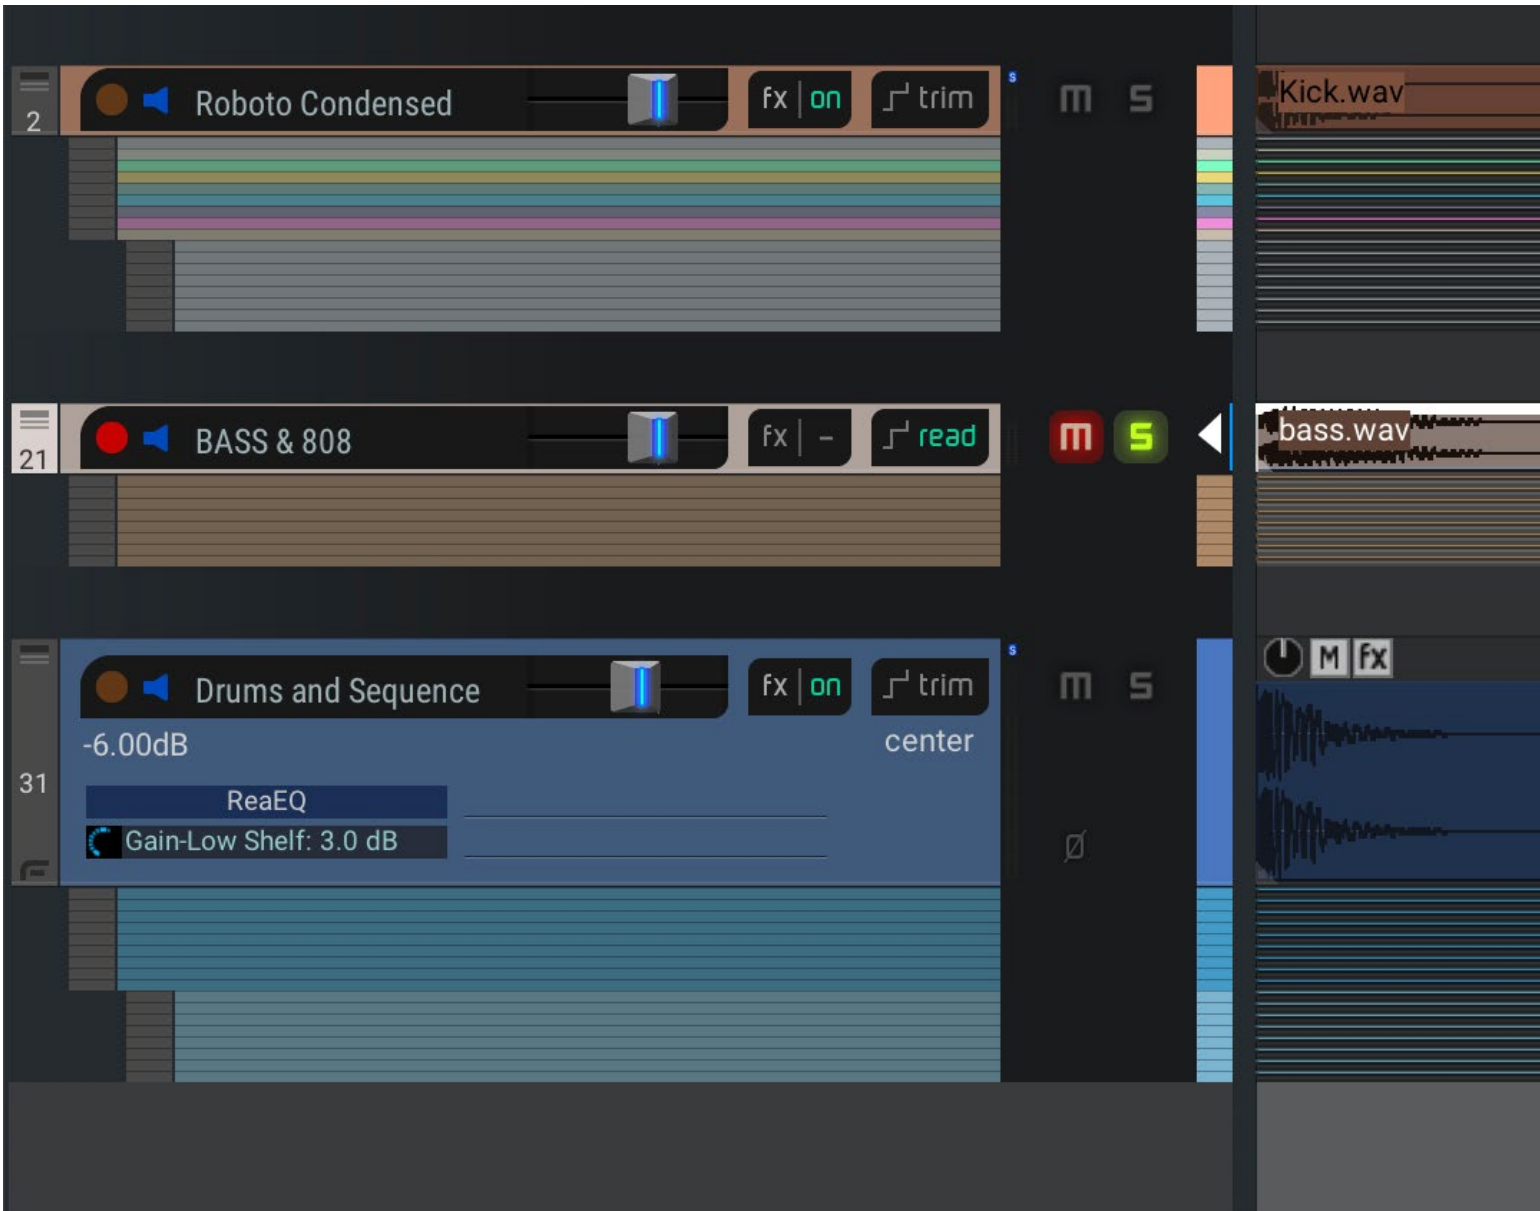 2 Roboto Condensed fx on trim S m S Kick.wav
21 BASS & 808 fx – read m S bass.wav
Drums and Sequence fx on trim S m S M fx
-6.00dB center
31
ReaEQ
Gain-Low Shelf: 3.0 dB Ø